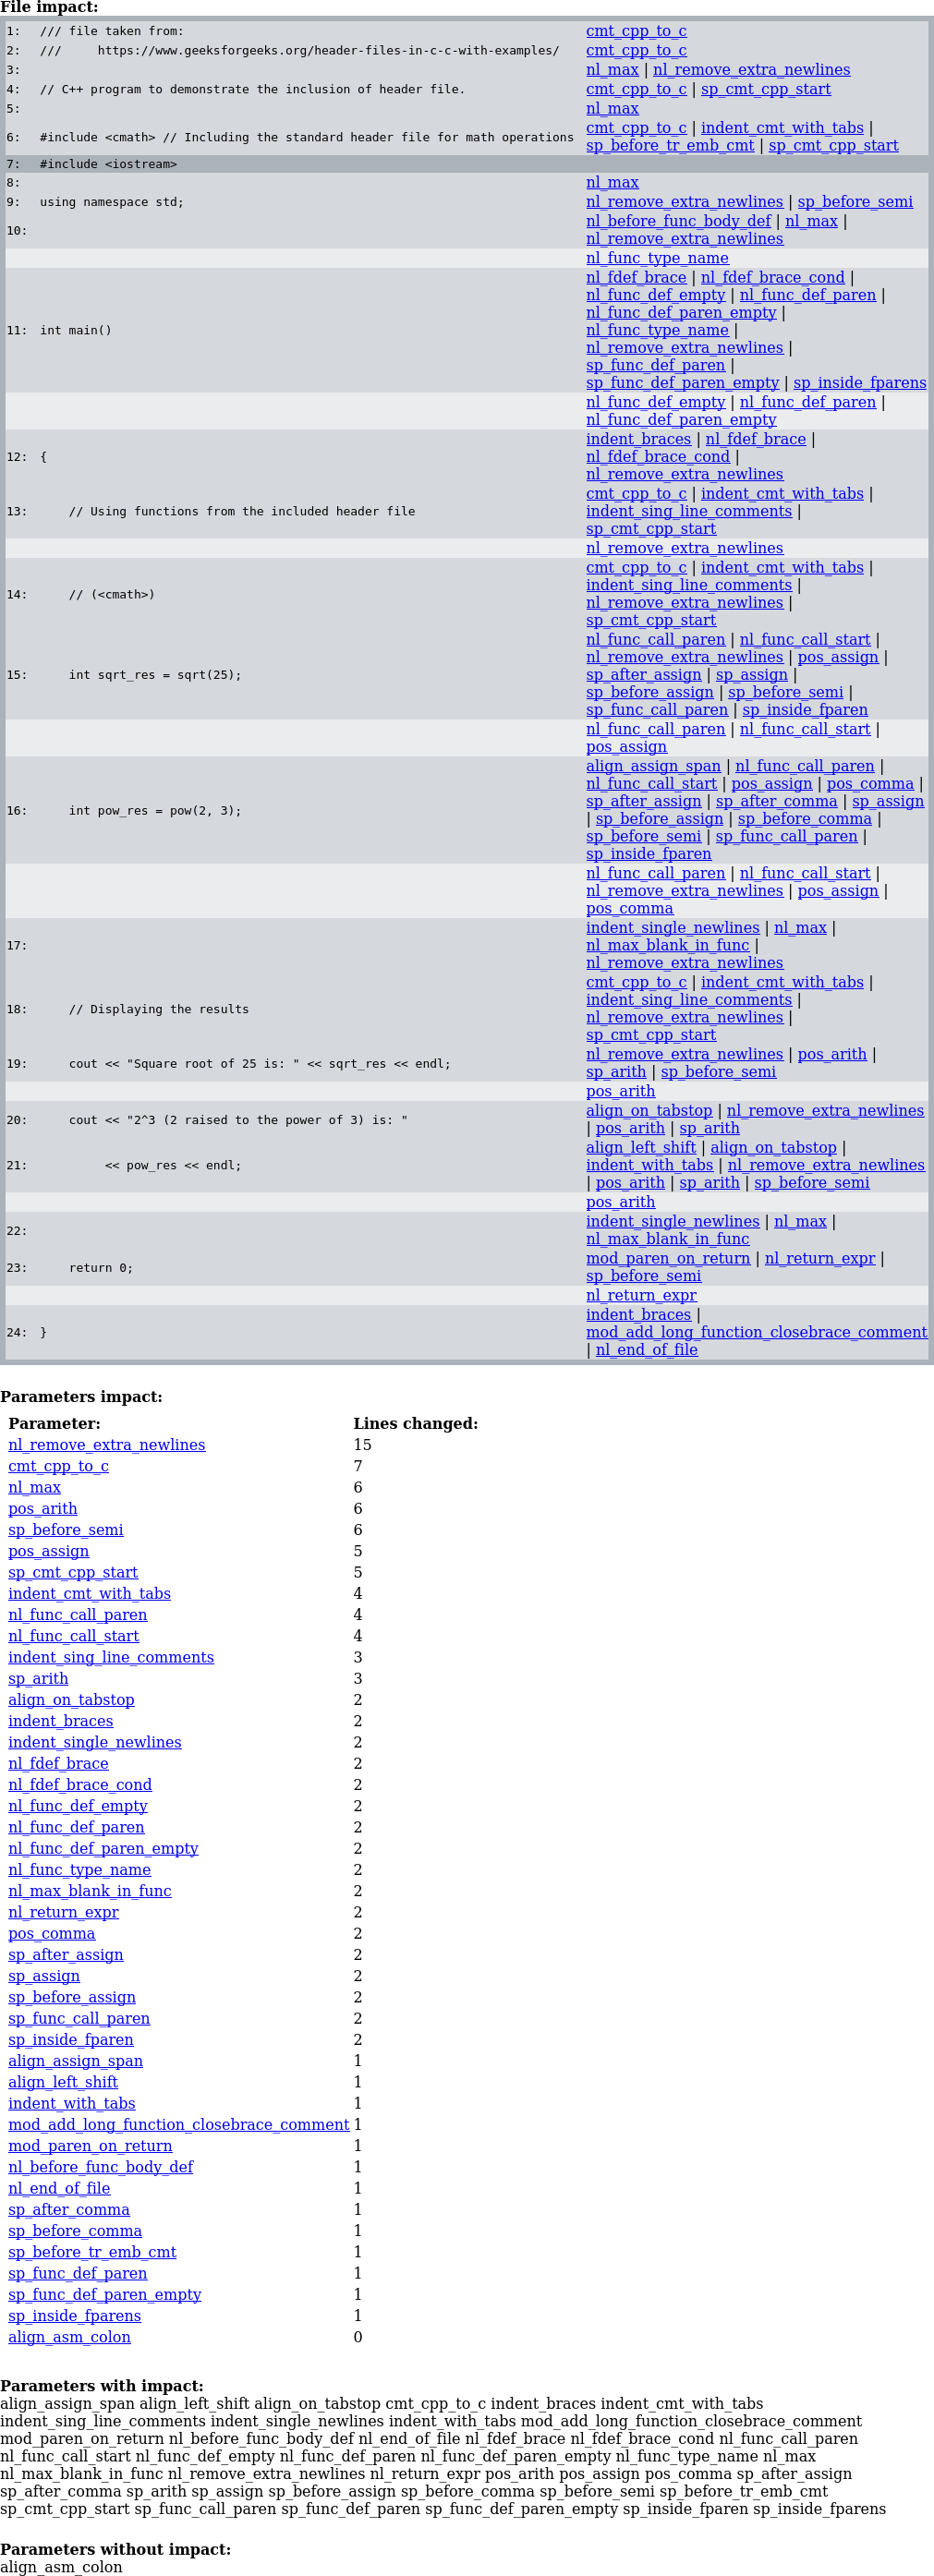 File impact:
1: /// file taken from: cmt_cpp_to_c
2: ///     https://www.geeksforgeeks.org/header-files-in-c-c-with-examples/ cmt_cpp_to_c
3: nl_max | nl_remove_extra_newlines
4: // C++ program to demonstrate the inclusion of header file. cmt_cpp_to_c | sp_cmt_cpp_start
5: nl_max
6: #include <cmath> // Including the standard header file for math operations cmt_cpp_to_c | indent_cmt_with_tabs |
sp_before_tr_emb_cmt | sp_cmt_cpp_start
7: #include <iostream>
8: nl_max
9: using namespace std; nl_remove_extra_newlines | sp_before_semi
10: nl_before_func_body_def | nl_max |
nl_remove_extra_newlines
nl_func_type_name
11: int main() nl_fdef_brace | nl_fdef_brace_cond |
nl_func_def_empty | nl_func_def_paren |
nl_func_def_paren_empty |
nl_func_type_name |
nl_remove_extra_newlines |
sp_func_def_paren |
sp_func_def_paren_empty | sp_inside_fparens
nl_func_def_empty | nl_func_def_paren |
nl_func_def_paren_empty
12: { indent_braces | nl_fdef_brace |
nl_fdef_brace_cond |
nl_remove_extra_newlines
13:     // Using functions from the included header file cmt_cpp_to_c | indent_cmt_with_tabs |
indent_sing_line_comments |
sp_cmt_cpp_start
nl_remove_extra_newlines
14:     // (<cmath>) cmt_cpp_to_c | indent_cmt_with_tabs |
indent_sing_line_comments |
nl_remove_extra_newlines |
sp_cmt_cpp_start
15:     int sqrt_res = sqrt(25); nl_func_call_paren | nl_func_call_start |
nl_remove_extra_newlines | pos_assign |
sp_after_assign | sp_assign |
sp_before_assign | sp_before_semi |
sp_func_call_paren | sp_inside_fparen
nl_func_call_paren | nl_func_call_start |
pos_assign
16:     int pow_res = pow(2, 3); align_assign_span | nl_func_call_paren |
nl_func_call_start | pos_assign | pos_comma |
sp_after_assign | sp_after_comma | sp_assign
| sp_before_assign | sp_before_comma |
sp_before_semi | sp_func_call_paren |
sp_inside_fparen
nl_func_call_paren | nl_func_call_start |
nl_remove_extra_newlines | pos_assign |
pos_comma
17: indent_single_newlines | nl_max |
nl_max_blank_in_func |
nl_remove_extra_newlines
18:     // Displaying the results cmt_cpp_to_c | indent_cmt_with_tabs |
indent_sing_line_comments |
nl_remove_extra_newlines |
sp_cmt_cpp_start
19:     cout << "Square root of 25 is: " << sqrt_res << endl; nl_remove_extra_newlines | pos_arith |
sp_arith | sp_before_semi
pos_arith
20:     cout << "2^3 (2 raised to the power of 3) is: " align_on_tabstop | nl_remove_extra_newlines
| pos_arith | sp_arith
21:          << pow_res << endl; align_left_shift | align_on_tabstop |
indent_with_tabs | nl_remove_extra_newlines
| pos_arith | sp_arith | sp_before_semi
pos_arith
22: indent_single_newlines | nl_max |
nl_max_blank_in_func
23:     return 0; mod_paren_on_return | nl_return_expr |
sp_before_semi
nl_return_expr
24: } indent_braces |
mod_add_long_function_closebrace_comment
| nl_end_of_file
Parameters impact:
Parameter: Lines changed:
nl_remove_extra_newlines 15
cmt_cpp_to_c 7
nl_max 6
pos_arith 6
sp_before_semi 6
pos_assign 5
sp_cmt_cpp_start 5
indent_cmt_with_tabs 4
nl_func_call_paren 4
nl_func_call_start 4
indent_sing_line_comments 3
sp_arith 3
align_on_tabstop 2
indent_braces 2
indent_single_newlines 2
nl_fdef_brace 2
nl_fdef_brace_cond 2
nl_func_def_empty 2
nl_func_def_paren 2
nl_func_def_paren_empty 2
nl_func_type_name 2
nl_max_blank_in_func 2
nl_return_expr 2
pos_comma 2
sp_after_assign 2
sp_assign 2
sp_before_assign 2
sp_func_call_paren 2
sp_inside_fparen 2
align_assign_span 1
align_left_shift 1
indent_with_tabs 1
mod_add_long_function_closebrace_comment 1
mod_paren_on_return 1
nl_before_func_body_def 1
nl_end_of_file 1
sp_after_comma 1
sp_before_comma 1
sp_before_tr_emb_cmt 1
sp_func_def_paren 1
sp_func_def_paren_empty 1
sp_inside_fparens 1
align_asm_colon 0
Parameters with impact:
align_assign_span align_left_shift align_on_tabstop cmt_cpp_to_c indent_braces indent_cmt_with_tabs
indent_sing_line_comments indent_single_newlines indent_with_tabs mod_add_long_function_closebrace_comment
mod_paren_on_return nl_before_func_body_def nl_end_of_file nl_fdef_brace nl_fdef_brace_cond nl_func_call_paren
nl_func_call_start nl_func_def_empty nl_func_def_paren nl_func_def_paren_empty nl_func_type_name nl_max
nl_max_blank_in_func nl_remove_extra_newlines nl_return_expr pos_arith pos_assign pos_comma sp_after_assign
sp_after_comma sp_arith sp_assign sp_before_assign sp_before_comma sp_before_semi sp_before_tr_emb_cmt
sp_cmt_cpp_start sp_func_call_paren sp_func_def_paren sp_func_def_paren_empty sp_inside_fparen sp_inside_fparens
Parameters without impact:
align_asm_colon